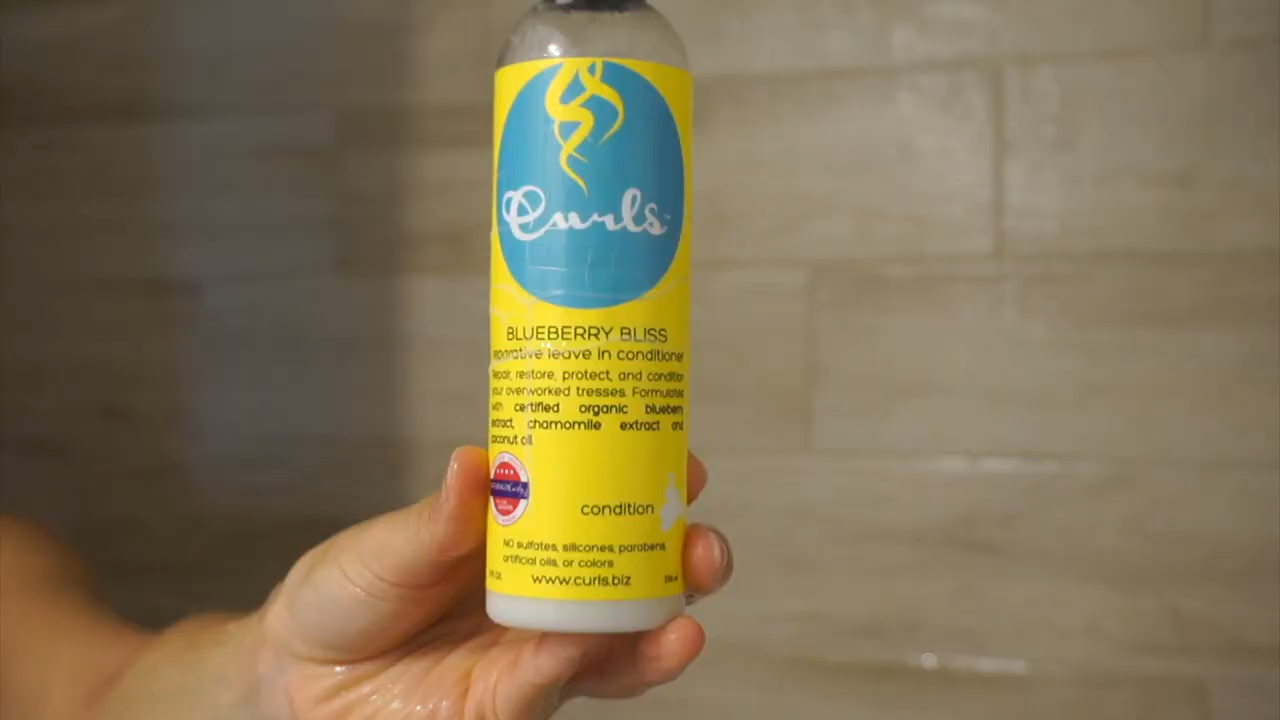 Curls
BLUEBERRY BLISS
reparative leave in conditioner
Repair, restore, protect, and condition
your overworked tresses. Formulated
with certified organic blueberry
extract, chamomile extract and
coconut oil
condition
NO sulfates, silicones, parabens,
artificial oils, or colors
www.curls.biz